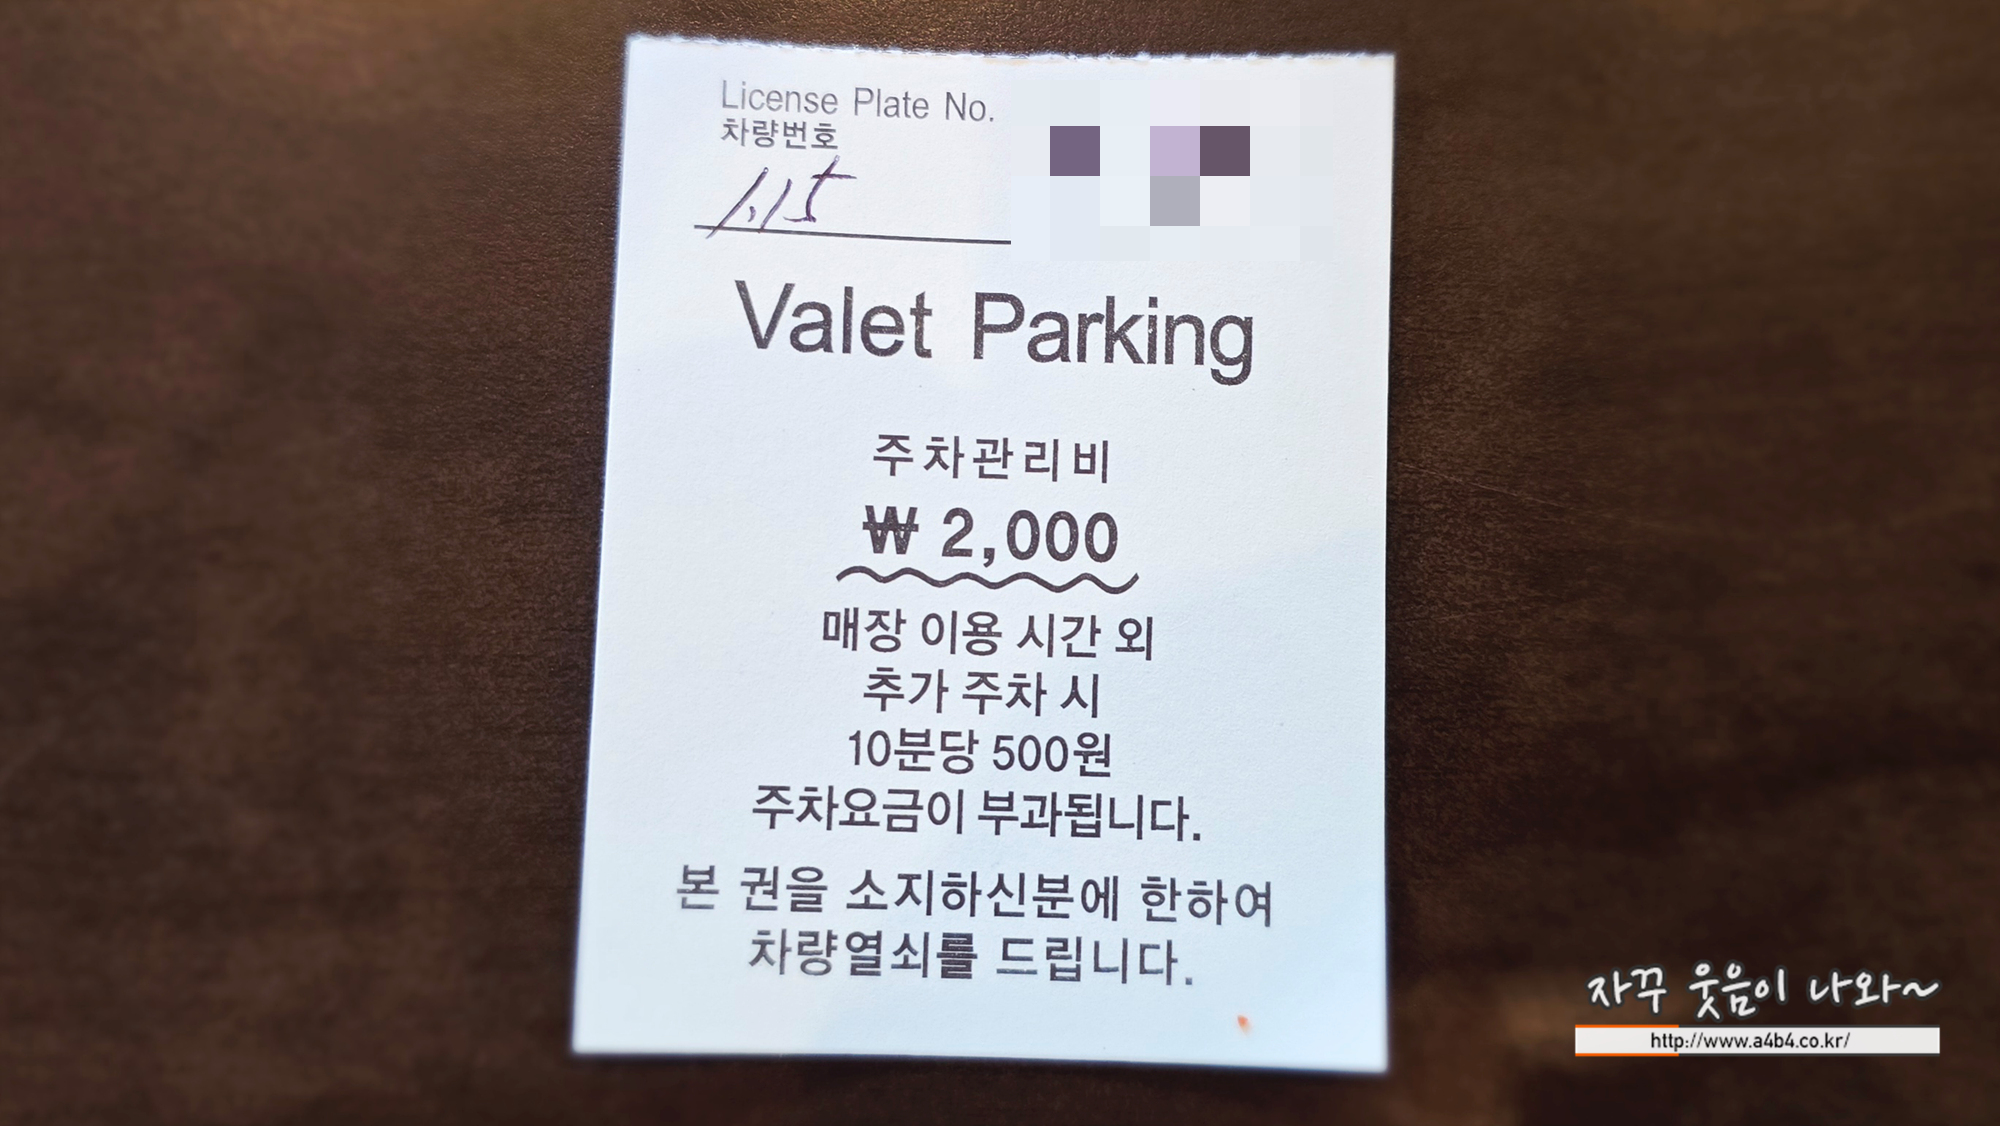 License Plate No.
차량번호
1.15
Valet Parking
주차관리비
₩ 2,000
매장 이용 시간 외
추가 주차 시
10분당 500원
주차요금이 부과됩니다.
본 권을 소지하신분에 한하여
차량열쇠를 드립니다.
자꾸 웃음이 나와~
http://www.a4b4.co.kr/